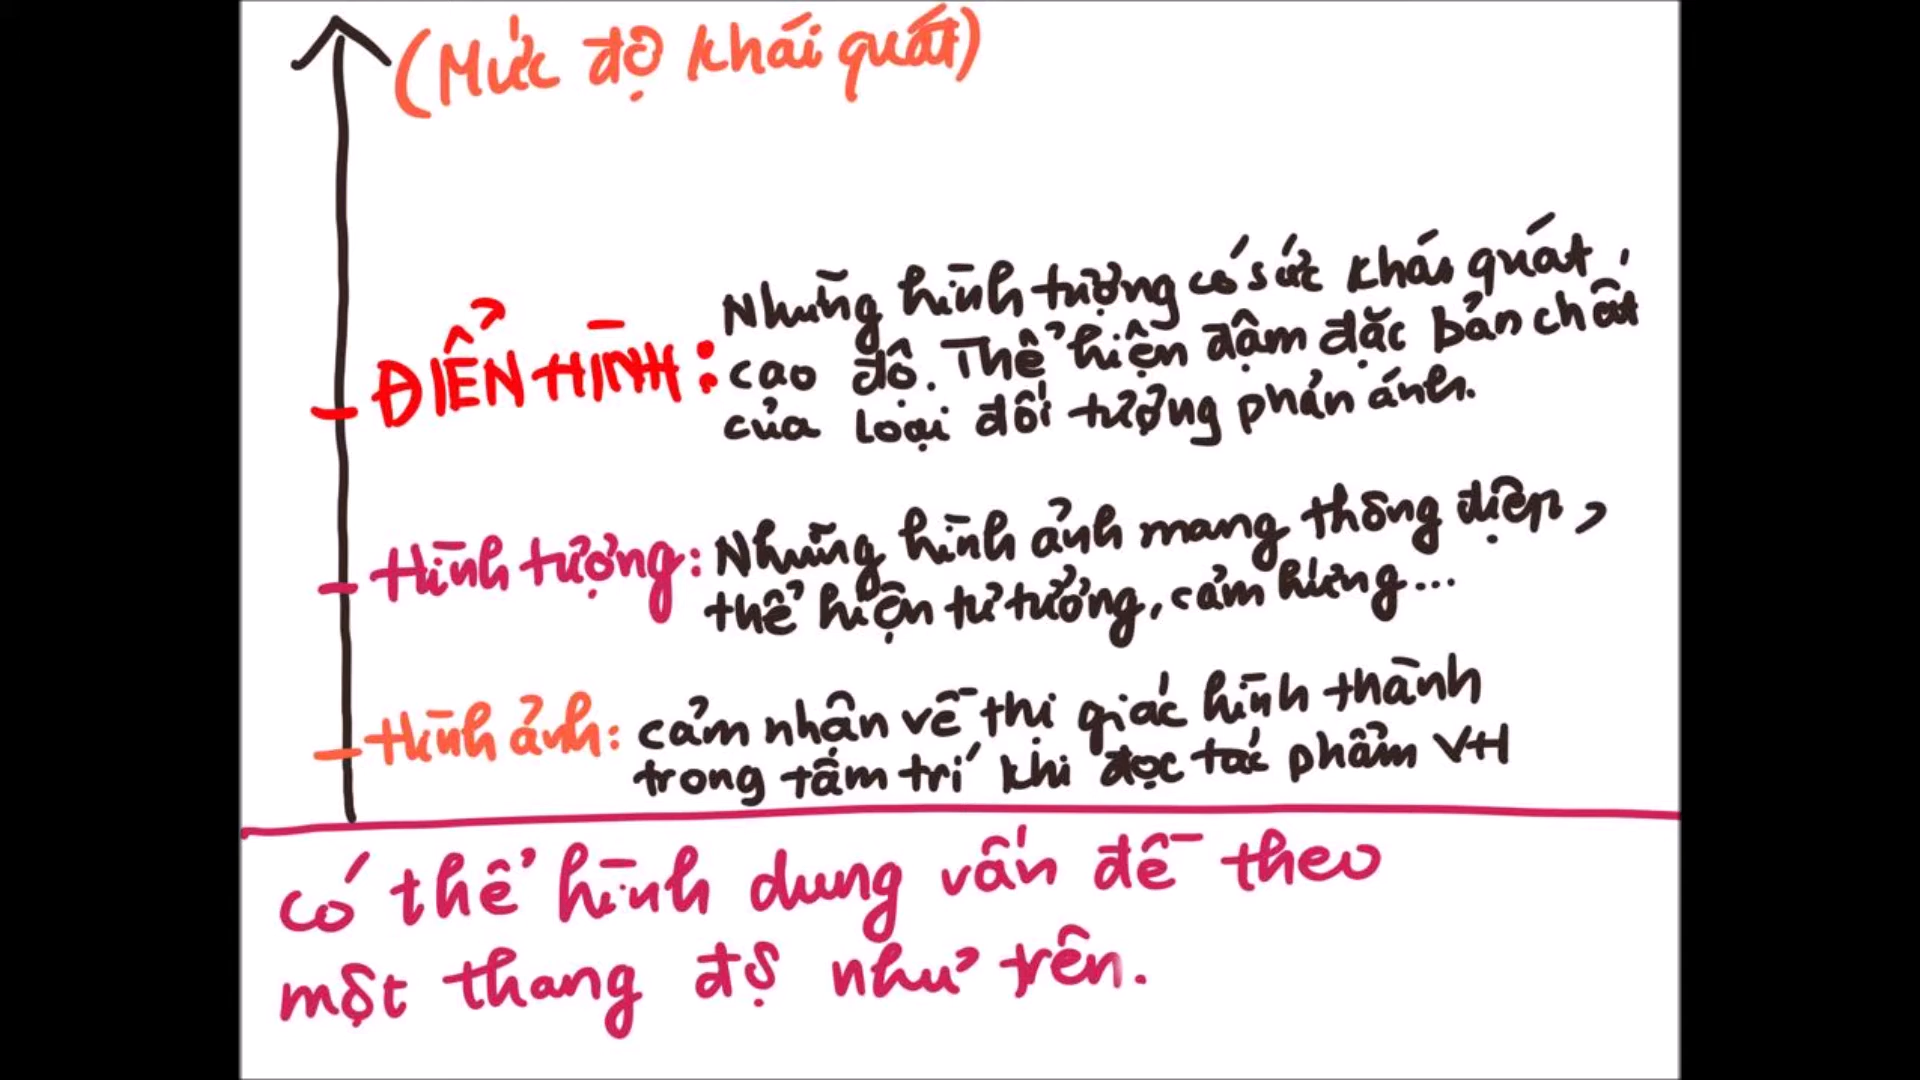 (Mức độ khái quát)
Những hình tượng có sức khái quát
ĐIỂN HÌNH: cao độ. Thể hiện đậm đặc bản chất
của loại đối tượng phản ánh.
Hình tượng: Những hình ảnh mang thông điệp,
thể hiện tư tưởng, cảm hứng...
Hình ảnh: cảm nhận về thị giác hình thành
trong tâm trí khi đọc tác phẩm VH
có thể hình dung vấn đề theo
một thang độ như trên.